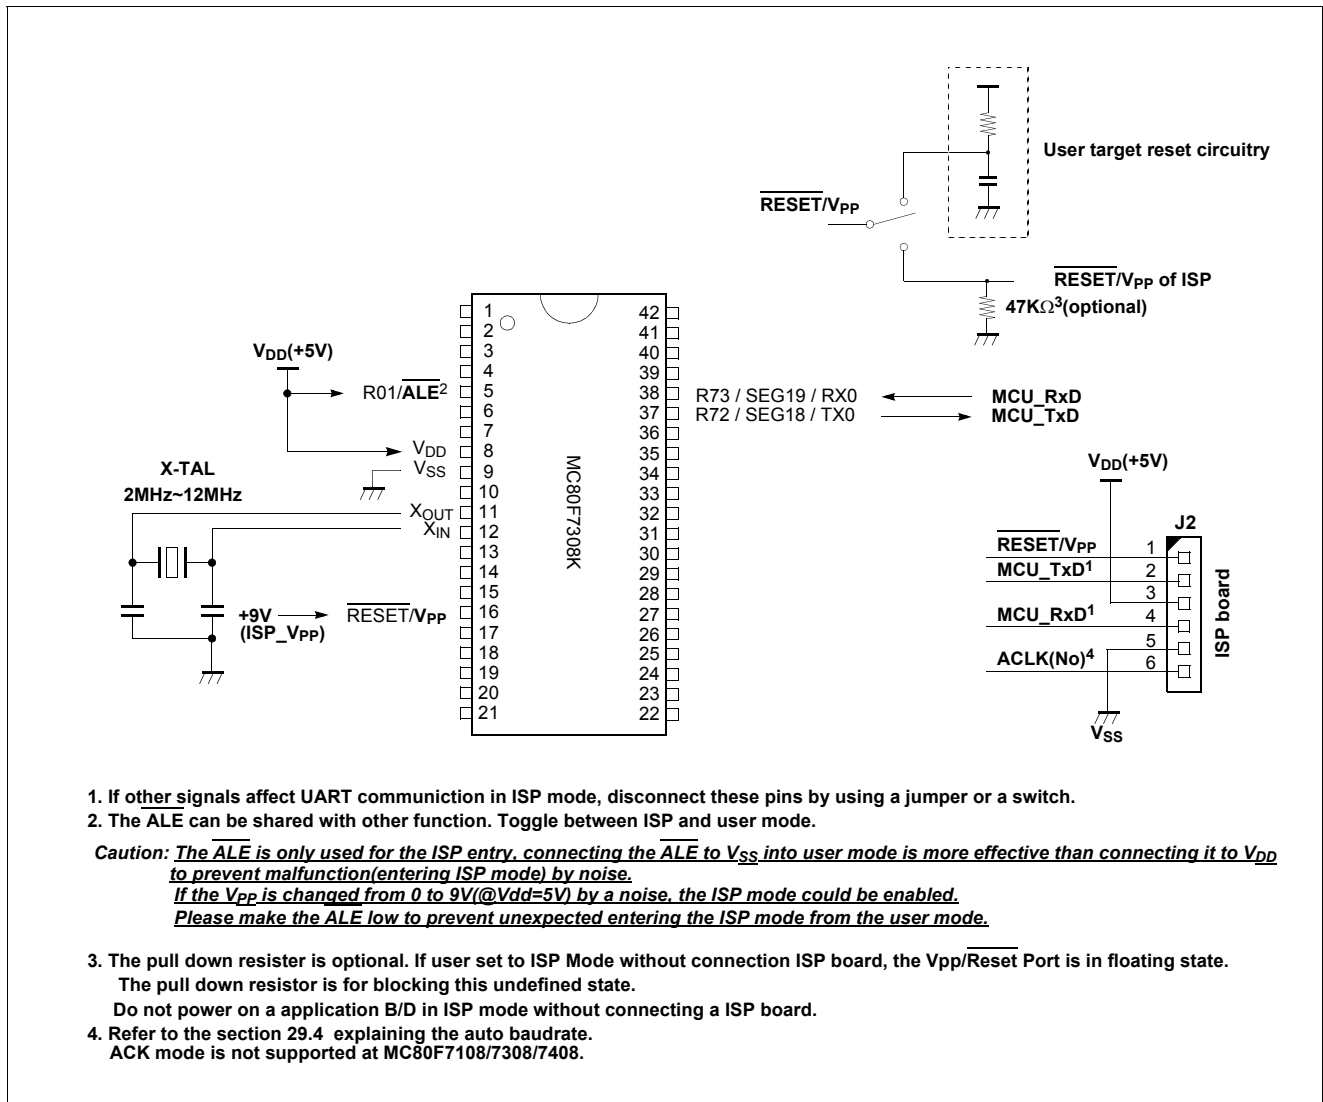 User target reset circuitry
RESET/VPP
RESET/VPP of ISP
47KΩ3(optional)
VDD(+5V)
R01/ALE2
VDD
VSS
X-TAL
2MHz~12MHz
XOUT
XIN
+9V
(ISP_VPP)
RESET/VPP
1
2
3
4
5
6
7
8
9
10
11
12
13
14
15
16
17
18
19
20
21
MC80F7308K
42
41
40
39
38
37
36
35
34
33
32
31
30
29
28
27
26
25
24
23
22
R73 / SEG19 / RX0
MCU_RxD
R72 / SEG18 / TX0
MCU_TxD
VDD(+5V)
J2
RESET/VPP 1
MCU_TxD1 2
3
MCU_RxD1 4
5
ACLK(No)4 6
ISP board
VSS
1. If other signals affect UART communiction in ISP mode, disconnect these pins by using a jumper or a switch.
2. The ALE can be shared with other function. Toggle between ISP and user mode.
Caution: The ALE is only used for the ISP entry, connecting the ALE to VSS into user mode is more effective than connecting it to VDD
to prevent malfunction(entering ISP mode) by noise.
If the VPP is changed from 0 to 9V(@Vdd=5V) by a noise, the ISP mode could be enabled.
Please make the ALE low to prevent unexpected entering the ISP mode from the user mode.
3. The pull down resister is optional. If user set to ISP Mode without connection ISP board, the Vpp/Reset Port is in floating state.
The pull down resistor is for blocking this undefined state.
Do not power on a application B/D in ISP mode without connecting a ISP board.
4. Refer to the section 29.4 explaining the auto baudrate.
ACK mode is not supported at MC80F7108/7308/7408.